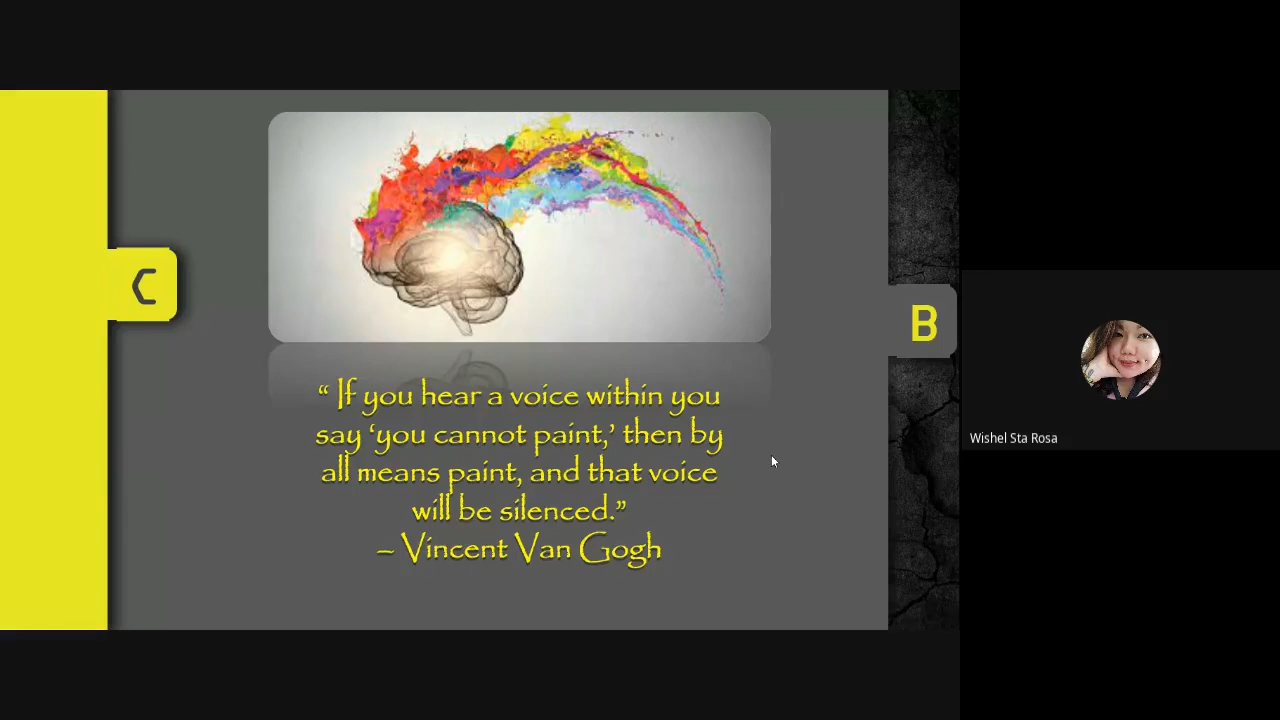 C
B
“ If you hear a voice within you
say ‘you cannot paint,’ then by
all means paint, and that voice
will be silenced.”
– Vincent Van Gogh
Wishel Sta Rosa